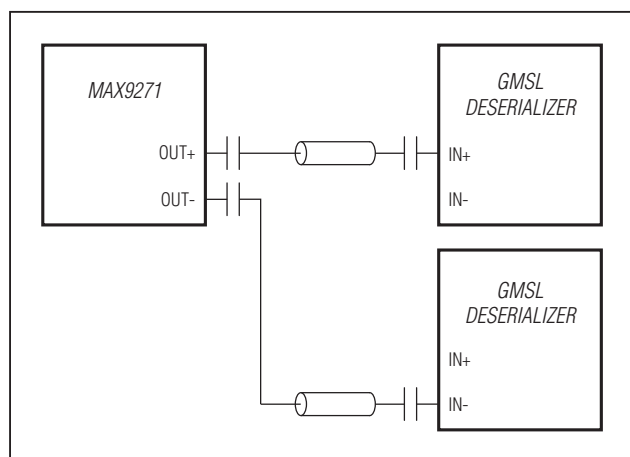 MAX9271
OUT+
OUT-
GMSL
DESERIALIZER
IN+
IN-
GMSL
DESERIALIZER
IN+
IN-